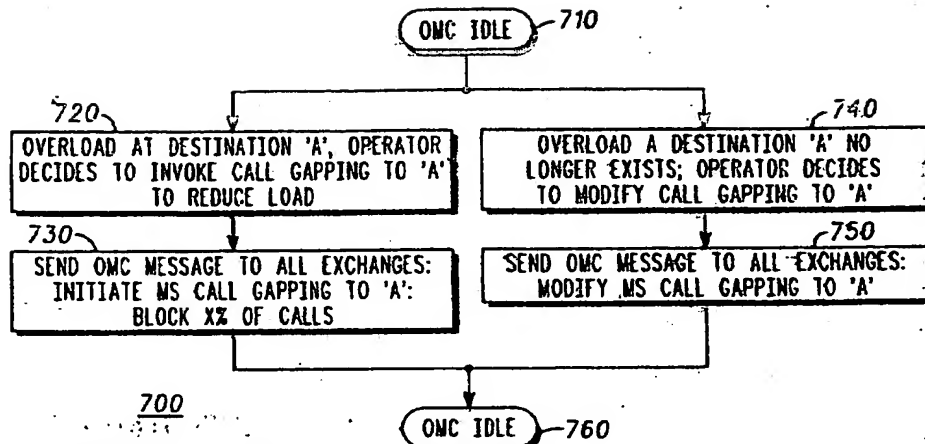 OMC IDLE
710
720
OVERLOAD AT DESTINATION 'A', OPERATOR
DECIDES TO INVOKE CALL GAPPING TO 'A'
TO REDUCE LOAD
740
OVERLOAD A DESTINATION 'A' NO
LONGER EXISTS; OPERATOR DECIDES
TO MODIFY CALL GAPPING TO 'A'
730
SEND OMC MESSAGE TO ALL EXCHANGES:
INITIATE MS CALL GAPPING TO 'A':
BLOCK X% OF CALLS
750
SEND OMC MESSAGE TO ALL EXCHANGES:
MODIFY MS CALL GAPPING TO 'A'
700
OMC IDLE
760